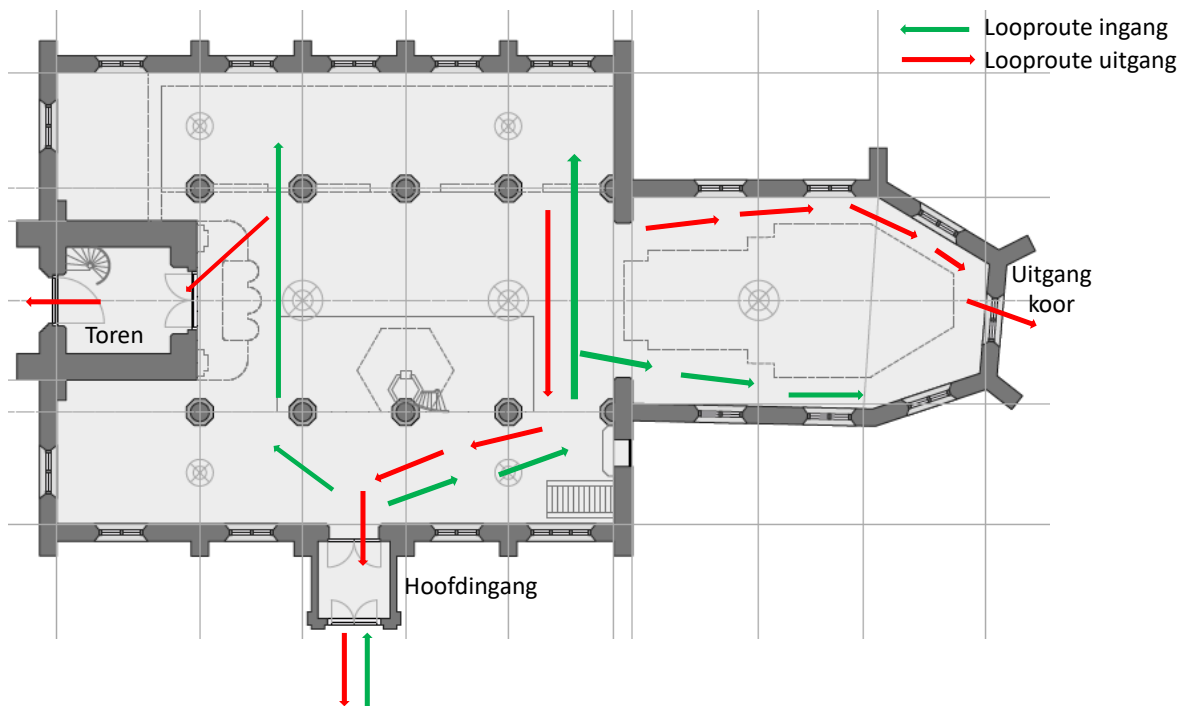 Looproute ingang
Looproute uitgang
Uitgang
koor
Toren
Hoofdingang